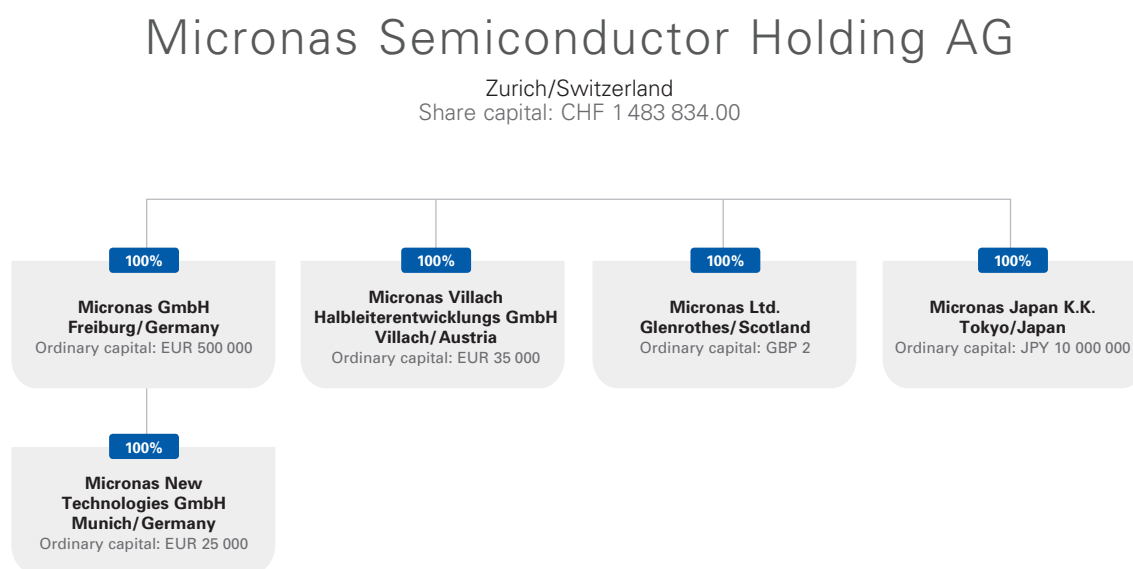 Micronas Semiconductor Holding AG
Zurich/Switzerland
Share capital: CHF 1 483 834.00
100%
Micronas GmbH
Freiburg/Germany
Ordinary capital: EUR 500 000
100%
Micronas Villach
Halbleiterentwicklungs GmbH
Villach/Austria
Ordinary capital: EUR 35 000
100%
Micronas Ltd.
Glenrothes/Scotland
Ordinary capital: GBP 2
100%
Micronas Japan K.K.
Tokyo/Japan
Ordinary capital: JPY 10 000 000
100%
Micronas New
Technologies GmbH
Munich/Germany
Ordinary capital: EUR 25 000